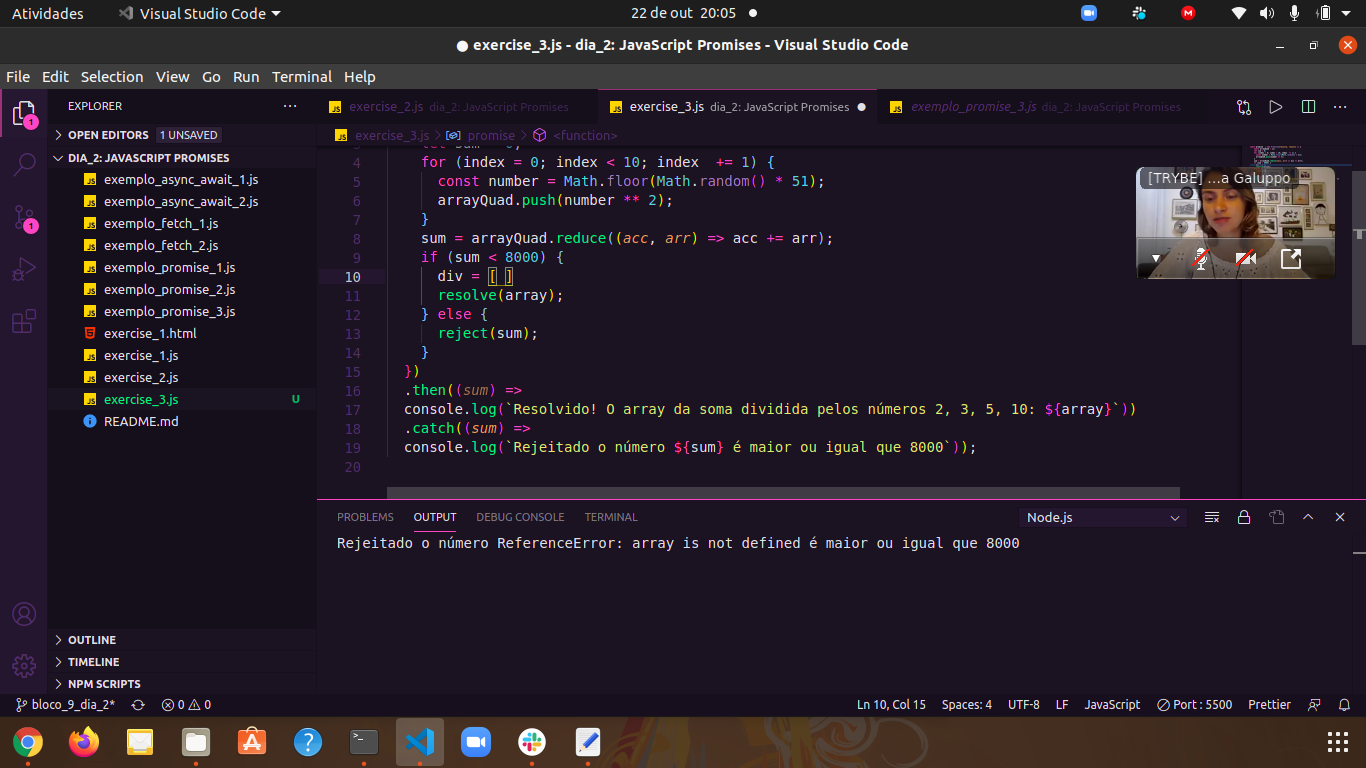 Atividades Visual Studio Code 22 de out 20:05
exercise_3.js - dia_2: JavaScript Promises - Visual Studio Code
File Edit Selection View Go Run Terminal Help
EXPLORER
exercise_2.js dia_2: JavaScript Promises exercise_3.js dia_2: JavaScript Promises exemplo_promise_3.js dia_2: JavaScript Promises
OPEN EDITORS 1 UNSAVED
exercise_3.js > promise > <function>
DIA_2: JAVASCRIPT PROMISES
exemplo_async_await_1.js
exemplo_async_await_2.js
exemplo_fetch_1.js
exemplo_fetch_2.js
exemplo_promise_1.js
exemplo_promise_2.js
exemplo_promise_3.js
exercise_1.html
exercise_1.js
exercise_2.js
exercise_3.js U
README.md
OUTLINE
TIMELINE
NPM SCRIPTS
4 for (index = 0; index < 10; index  += 1) {
5 const number = Math.floor(Math.random() * 51);
6 arrayQuad.push(number ** 2);
7 }
8 sum = arrayQuad.reduce((acc, arr) => acc += arr);
9 if (sum < 8000) {
10 div = [ ]
11 resolve(array);
12 } else {
13 reject(sum);
14 }
15 })
16 .then((sum) =>
17 console.log(`Resolvido! O array da soma dividida pelos números 2, 3, 5, 10: ${array}`))
18 .catch((sum) =>
19 console.log(`Rejeitado o número ${sum} é maior ou igual que 8000`));
20
[TRYBE] ...a Galuppo
PROBLEMS OUTPUT DEBUG CONSOLE TERMINAL Node.js
Rejeitado o número ReferenceError: array is not defined é maior ou igual que 8000
bloco_9_dia_2* 0 0 Ln 10, Col 15 Spaces: 4 UTF-8 LF JavaScript Port : 5500 Prettier